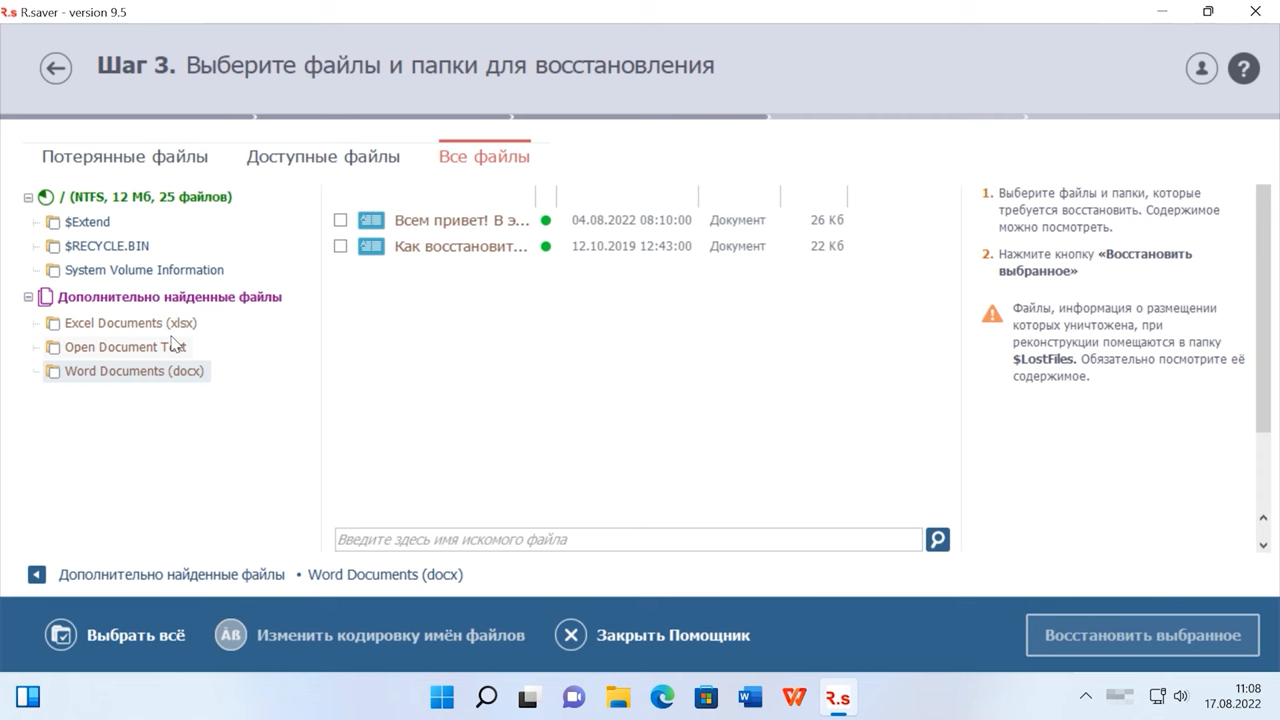 R.s R.saver - version 9.5
Шаг 3. Выберите файлы и папки для восстановления
?
Потерянные файлы
Доступные файлы
Все файлы
/ (NTFS, 12 Мб, 25 файлов)
$Extend
$RECYCLE.BIN
System Volume Information
Дополнительно найденные файлы
Excel Documents (xlsx)
Open Document Text
Word Documents (docx)
Всем привет! В э... 04.08.2022 08:10:00 Документ 26 Кб
Как восстановит... 12.10.2019 12:43:00 Документ 22 Кб
1. Выберите файлы и папки, которые
требуется восстановить. Содержимое
можно посмотреть.
2. Нажмите кнопку «Восстановить
выбранное»
Файлы, информация о размещении
которых уничтожена, при
реконструкции помещаются в папку
$LostFiles. Обязательно посмотрите её
содержимое.
Введите здесь имя искомого файла
Дополнительно найденные файлы • Word Documents (docx)
Выбрать всё
Äß Изменить кодировку имён файлов
Закрыть Помощник
Восстановить выбранное
W
R.s
11:08
17.08.2022